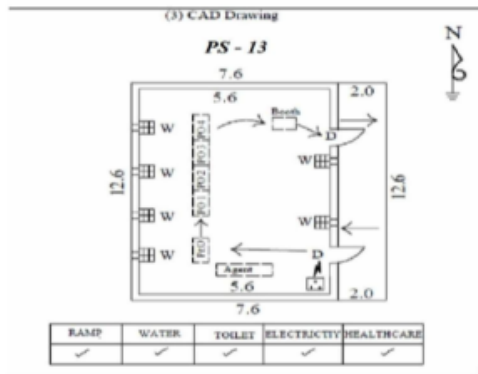 (3) CAD Drawing
PS - 13
N
7.6
5.6
2.0
Booth
D
W
W
W
W
W
W
PO4
PO3
PO2
PO1
PrO
12.6
12.6
D
Agent
5.6
2.0
7.6
RAMP WATER TOILET ELECTRICTIY HEALTHCARE
✓ ✓ ✓ ✓ ✓